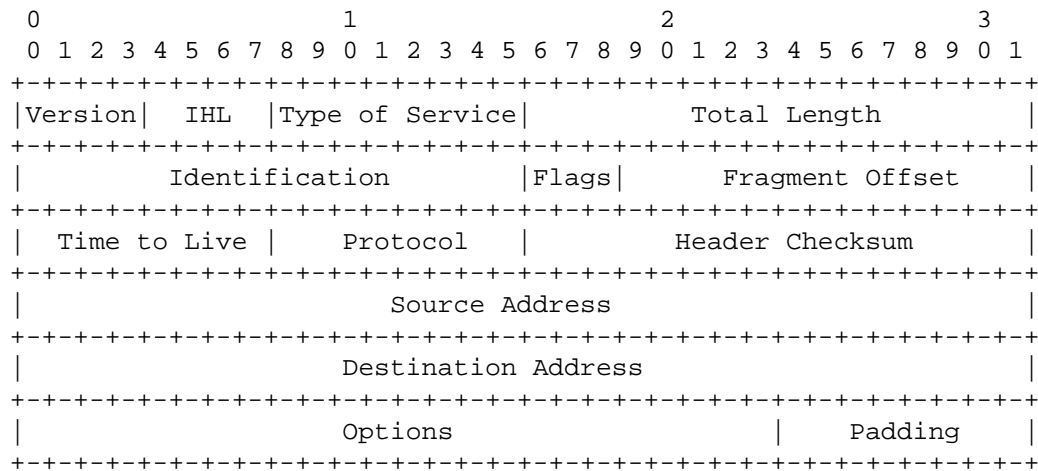 0                   1                   2                   3
 0 1 2 3 4 5 6 7 8 9 0 1 2 3 4 5 6 7 8 9 0 1 2 3 4 5 6 7 8 9 0 1
+-+-+-+-+-+-+-+-+-+-+-+-+-+-+-+-+-+-+-+-+-+-+-+-+-+-+-+-+-+-+-+-+
|Version|  IHL  |Type of Service|          Total Length         |
+-+-+-+-+-+-+-+-+-+-+-+-+-+-+-+-+-+-+-+-+-+-+-+-+-+-+-+-+-+-+-+-+
|         Identification        |Flags|      Fragment Offset    |
+-+-+-+-+-+-+-+-+-+-+-+-+-+-+-+-+-+-+-+-+-+-+-+-+-+-+-+-+-+-+-+-+
|  Time to Live |    Protocol   |         Header Checksum       |
+-+-+-+-+-+-+-+-+-+-+-+-+-+-+-+-+-+-+-+-+-+-+-+-+-+-+-+-+-+-+-+-+
|                       Source Address                          |
+-+-+-+-+-+-+-+-+-+-+-+-+-+-+-+-+-+-+-+-+-+-+-+-+-+-+-+-+-+-+-+-+
|                    Destination Address                        |
+-+-+-+-+-+-+-+-+-+-+-+-+-+-+-+-+-+-+-+-+-+-+-+-+-+-+-+-+-+-+-+-+
|                    Options                    |    Padding    |
+-+-+-+-+-+-+-+-+-+-+-+-+-+-+-+-+-+-+-+-+-+-+-+-+-+-+-+-+-+-+-+-+